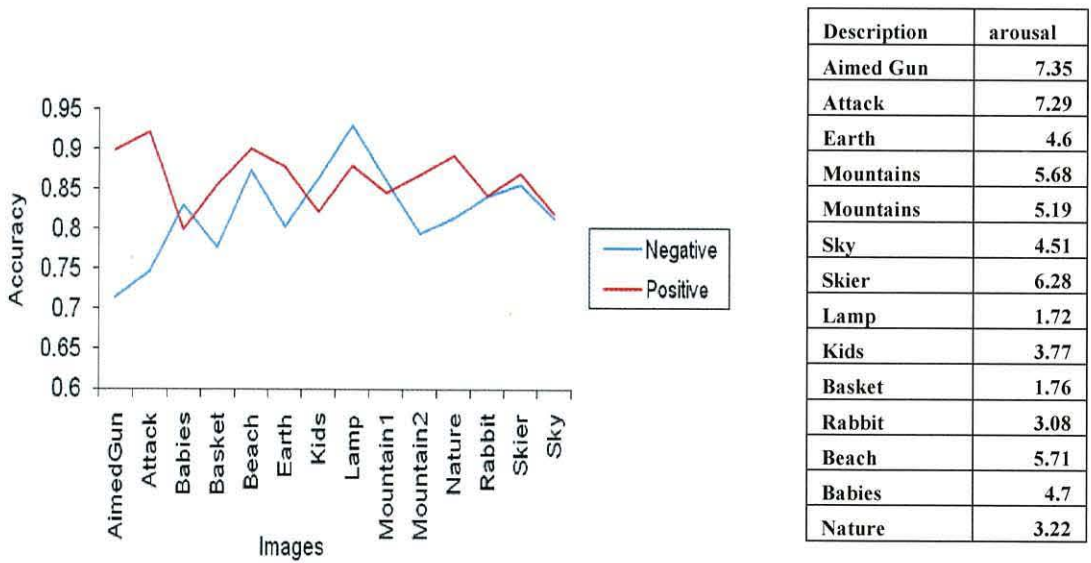 0.95
0.9
0.85
0.8
0.75
0.7
0.65
0.6
Accuracy
AimedGun
Attack
Babies
Basket
Beach
Earth
Kids
Lamp
Mountain1
Mountain2
Nature
Rabbit
Skier
Sky
Images
Negative
Positive
Description arousal
Aimed Gun 7.35
Attack 7.29
Earth 4.6
Mountains 5.68
Mountains 5.19
Sky 4.51
Skier 6.28
Lamp 1.72
Kids 3.77
Basket 1.76
Rabbit 3.08
Beach 5.71
Babies 4.7
Nature 3.22